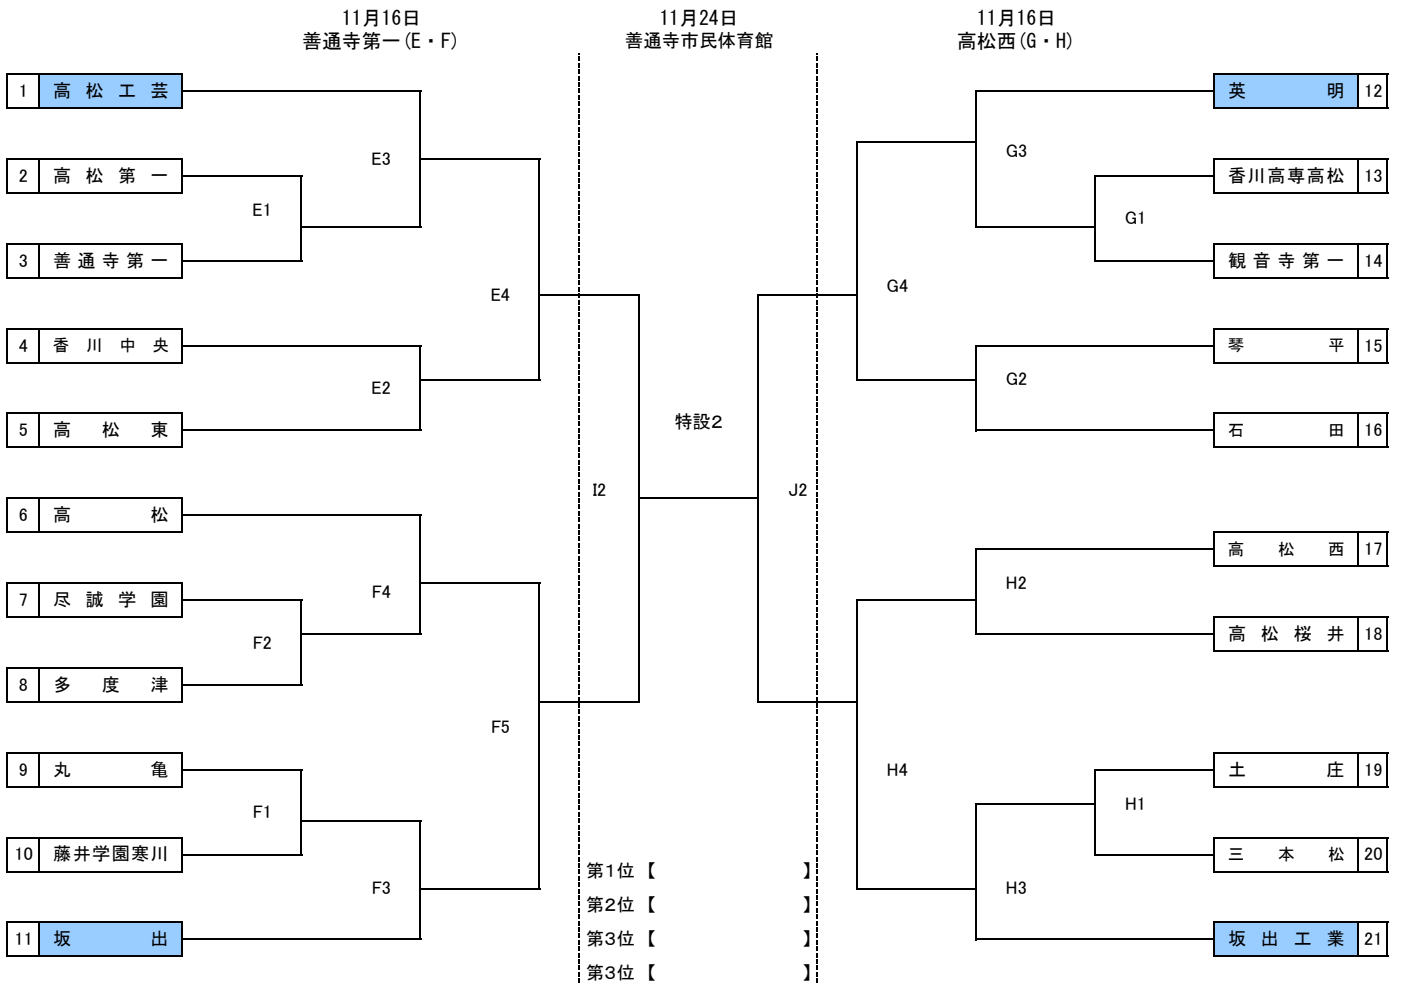 11月16日
善通寺第一(E・F)
11月24日
善通寺市民体育館
11月16日
高松西(G・H)
1 高松工芸
2 高松第一
3 善通寺第一
4 香川中央
5 高松東
6 高松
7 尽誠学園
8 多度津
9 丸亀
10 藤井学園寒川
11 坂出
E3
E1
E4
E2
F4
F2
F5
F1
F3
I2
特設2
J2
第1位【 】
第2位【 】
第3位【 】
第3位【 】
G3
G1
G4
G2
H2
H4
H1
H3
英明 12
香川高専高松 13
観音寺第一 14
琴平 15
石田 16
高松西 17
高松桜井 18
土庄 19
三本松 20
坂出工業 21